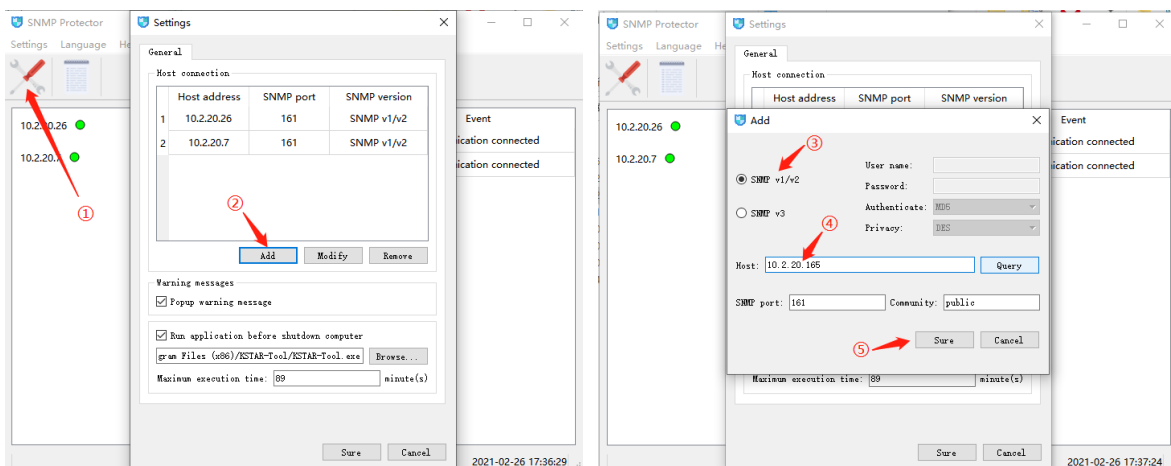 SNMP Protector
Settings Language He
10.2.20.26
10.2.20.7
①
Event
ication connected
ication connected
2021-02-26 17:36:29
Settings
General
Host connection
Host address SNMP port SNMP version
1 10.2.20.26 161 SNMP v1/v2
2 10.2.20.7 161 SNMP v1/v2
②
Add Modify Remove
Warning messages
Popup warning message
Run application before shutdown computer
gram Files (x86)/KSTAR-Tool/KSTAR-Tool.exe Browse...
Maximum execution time: 89 minute(s)
Sure Cancel
SNMP Protector
Settings Language He
10.2.20.26
10.2.20.7
Event
ication connected
ication connected
2021-02-26 17:37:24
Settings
General
Host connection
Host address SNMP port SNMP version
Add
③
SNMP v1/v2
SNMP v3
User name:
Password:
Authenticate: MD5
Privacy: DES
④
Host: 10.2.20.165 Query
SNMP port: 161 Community: public
⑤
Sure Cancel
Maximum execution time: 89 minute(s)
Sure Cancel